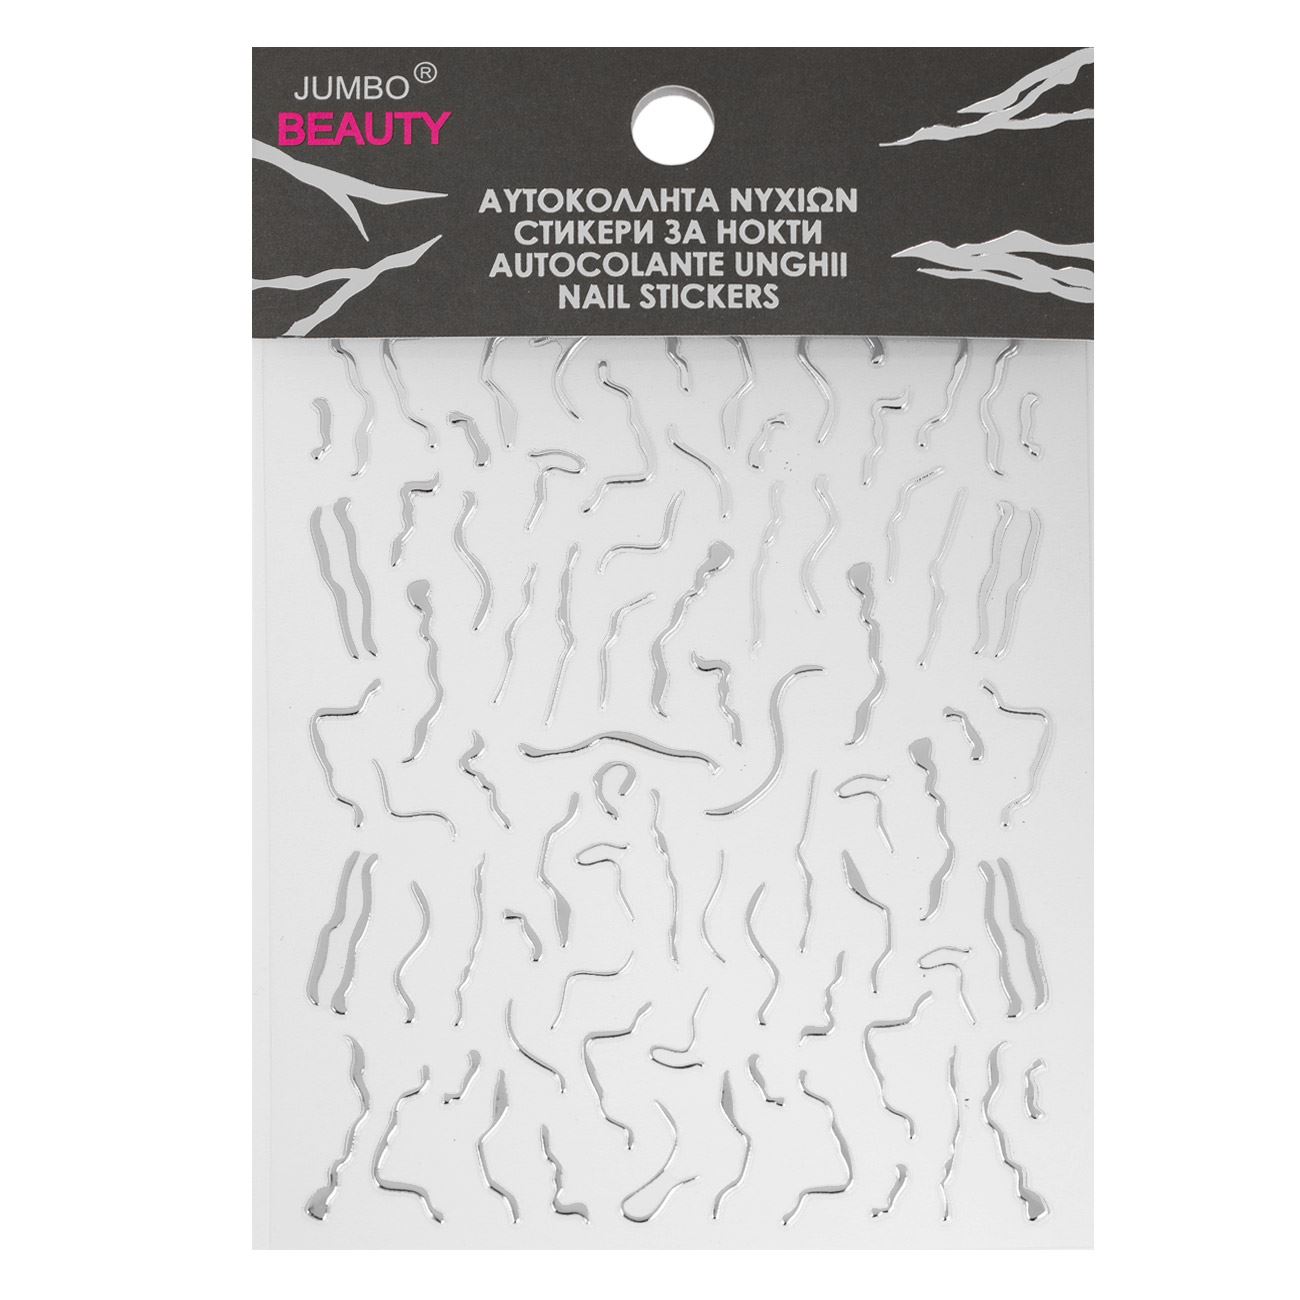 JUMBO®
BEAUTY
ΑΥΤΟΚΟΛΛΗΤΑ ΝΥΧΙΩΝ
СТИКЕРИ ЗА НОКТИ
AUTOCOLANTE UNGHII
NAIL STICKERS